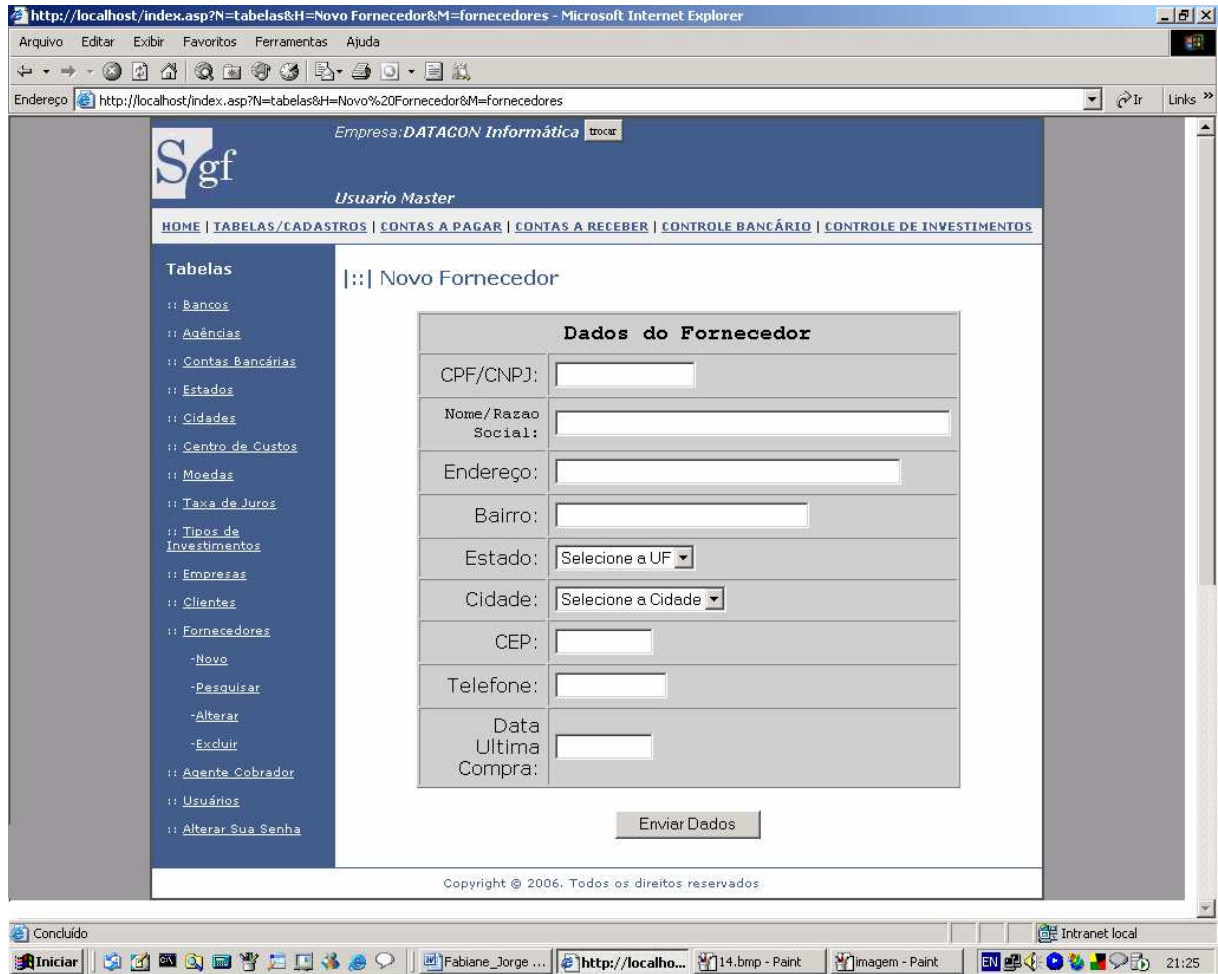 http://localhost/index.asp?N=tabelas&H=Novo Fornecedor&M=fornecedores - Microsoft Internet Explorer
Arquivo Editar Exibir Favoritos Ferramentas Ajuda
Endereço http://localhost/index.asp?N=tabelas&H=Novo%20Fornecedor&M=fornecedores Ir Links »
Sgf
Empresa:DATACON Informática trocar
Usuario Master
HOME | TABELAS/CADASTROS | CONTAS A PAGAR | CONTAS A RECEBER | CONTROLE BANCÁRIO | CONTROLE DE INVESTIMENTOS
Tabelas
:: Bancos
:: Agências
:: Contas Bancárias
:: Estados
:: Cidades
:: Centro de Custos
:: Moedas
:: Taxa de Juros
:: Tipos de
Investimentos
:: Empresas
:: Clientes
:: Fornecedores
-Novo
-Pesquisar
-Alterar
-Excluir
:: Agente Cobrador
:: Usuários
:: Alterar Sua Senha
|::| Novo Fornecedor
Dados do Fornecedor
CPF/CNPJ:
Nome/Razao
Social:
Endereço:
Bairro:
Estado: Selecione a UF
Cidade: Selecione a Cidade
CEP:
Telefone:
Data
Ultima
Compra:
Enviar Dados
Copyright © 2006. Todos os direitos reservados
Concluído Intranet local
Iniciar Fabiane_Jorge ... http://localho... 14.bmp - Paint imagem - Paint EN 21:25